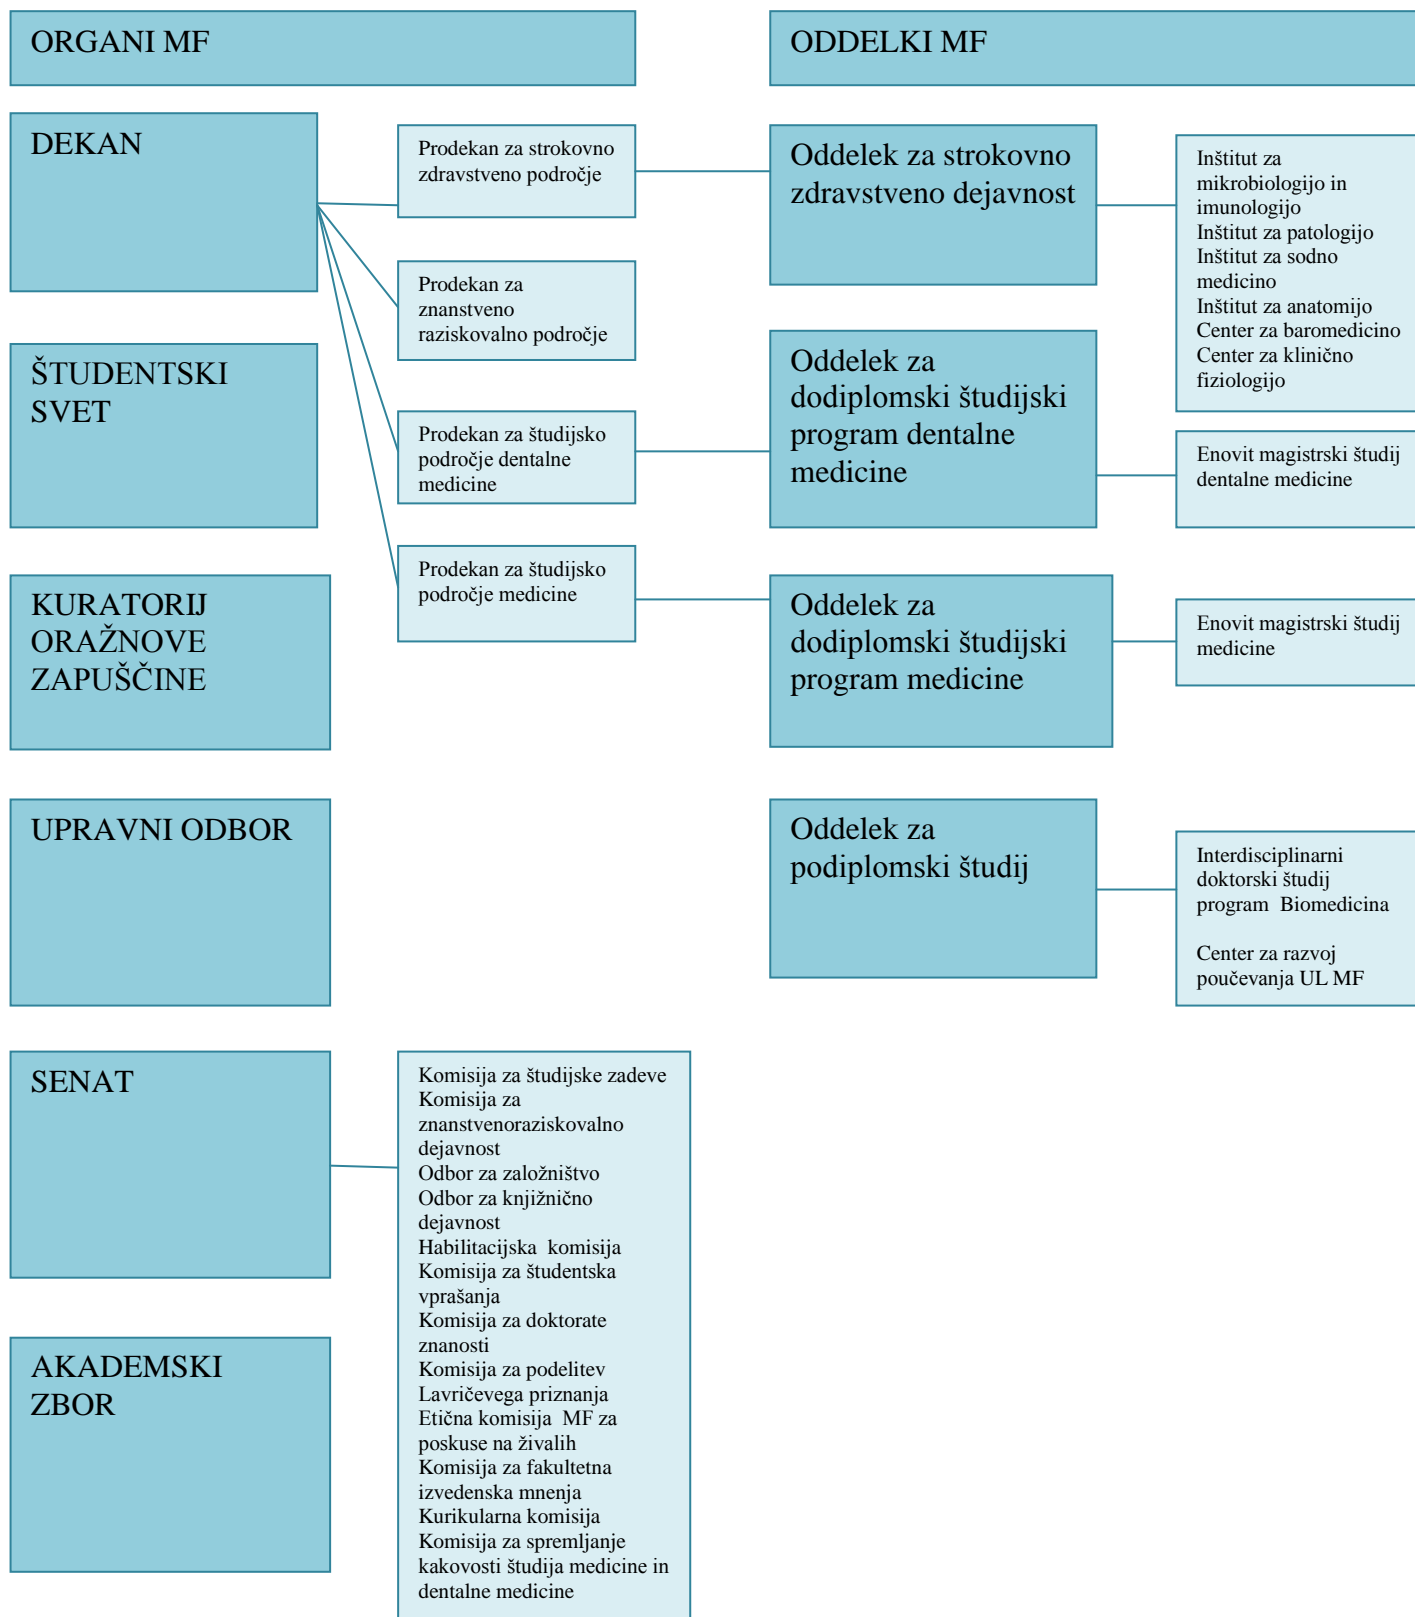 ORGANI MF
ODDELKI MF
DEKAN
Prodekan za strokovno
zdravstveno področje
Oddelek za strokovno
zdravstveno dejavnost
Inštitut za
mikrobiologijo in
imunologijo
Inštitut za patologijo
Inštitut za sodno
medicino
Inštitut za anatomijo
Center za baromedicino
Center za klinično
fiziologijo
Prodekan za
znanstveno
raziskovalno področje
ŠTUDENTSKI
SVET
Prodekan za študijsko
področje dentalne
medicine
Oddelek za
dodiplomski študijski
program dentalne
medicine
Enovit magistrski študij
dentalne medicine
Prodekan za študijsko
področje medicine
KURATORIJ
ORAŽNOVE
ZAPUŠČINE
Oddelek za
dodiplomski študijski
program medicine
Enovit magistrski študij
medicine
UPRAVNI ODBOR
Oddelek za
podiplomski študij
Interdisciplinarni
doktorski študij
program  Biomedicina
Center za razvoj
poučevanja UL MF
SENAT
Komisija za študijske zadeve
Komisija za
znanstvenoraziskovalno
dejavnost
Odbor za založništvo
Odbor za knjižnično
dejavnost
Habilitacijska  komisija
Komisija za študentska
vprašanja
Komisija za doktorate
znanosti
Komisija za podelitev
Lavričevega priznanja
Etična komisija  MF za
poskuse na živalih
Komisija za fakultetna
izvedenska mnenja
Kurikularna komisija
Komisija za spremljanje
kakovosti študija medicine in
dentalne medicine
AKADEMSKI
ZBOR